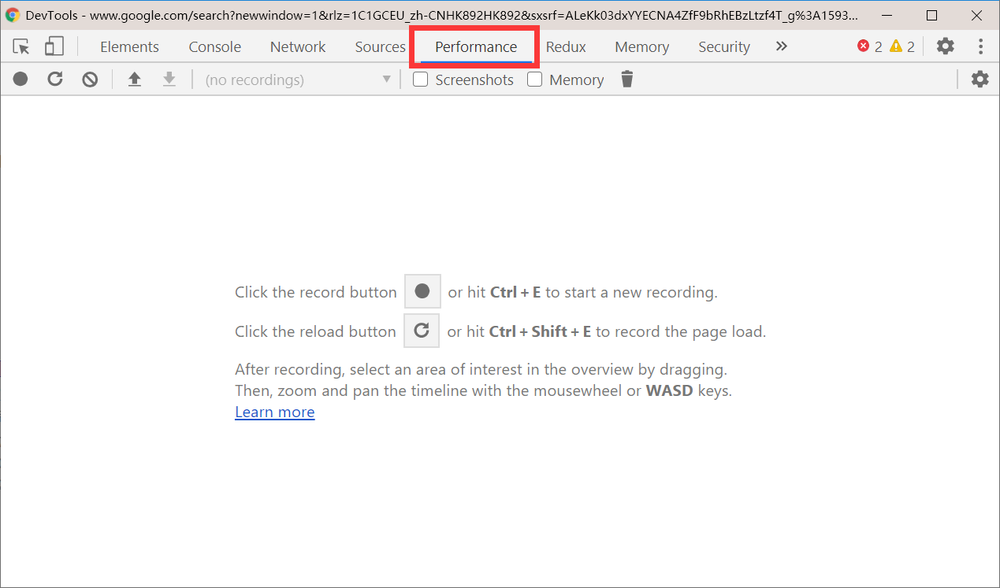 DevTools - www.google.com/search?newwindow=1&rlz=1C1GCEU_zh-CNHK892HK892&sxsrf=ALeKk03dxYYECNA4ZfF9bRhEBzLtzf4T_g%3A1593...
Elements Console Network Sources Performance Redux Memory Security 2 2
(no recordings) Screenshots Memory
Click the record button or hit Ctrl + E to start a new recording.
Click the reload button or hit Ctrl + Shift + E to record the page load.
After recording, select an area of interest in the overview by dragging.
Then, zoom and pan the timeline with the mousewheel or WASD keys.
Learn more